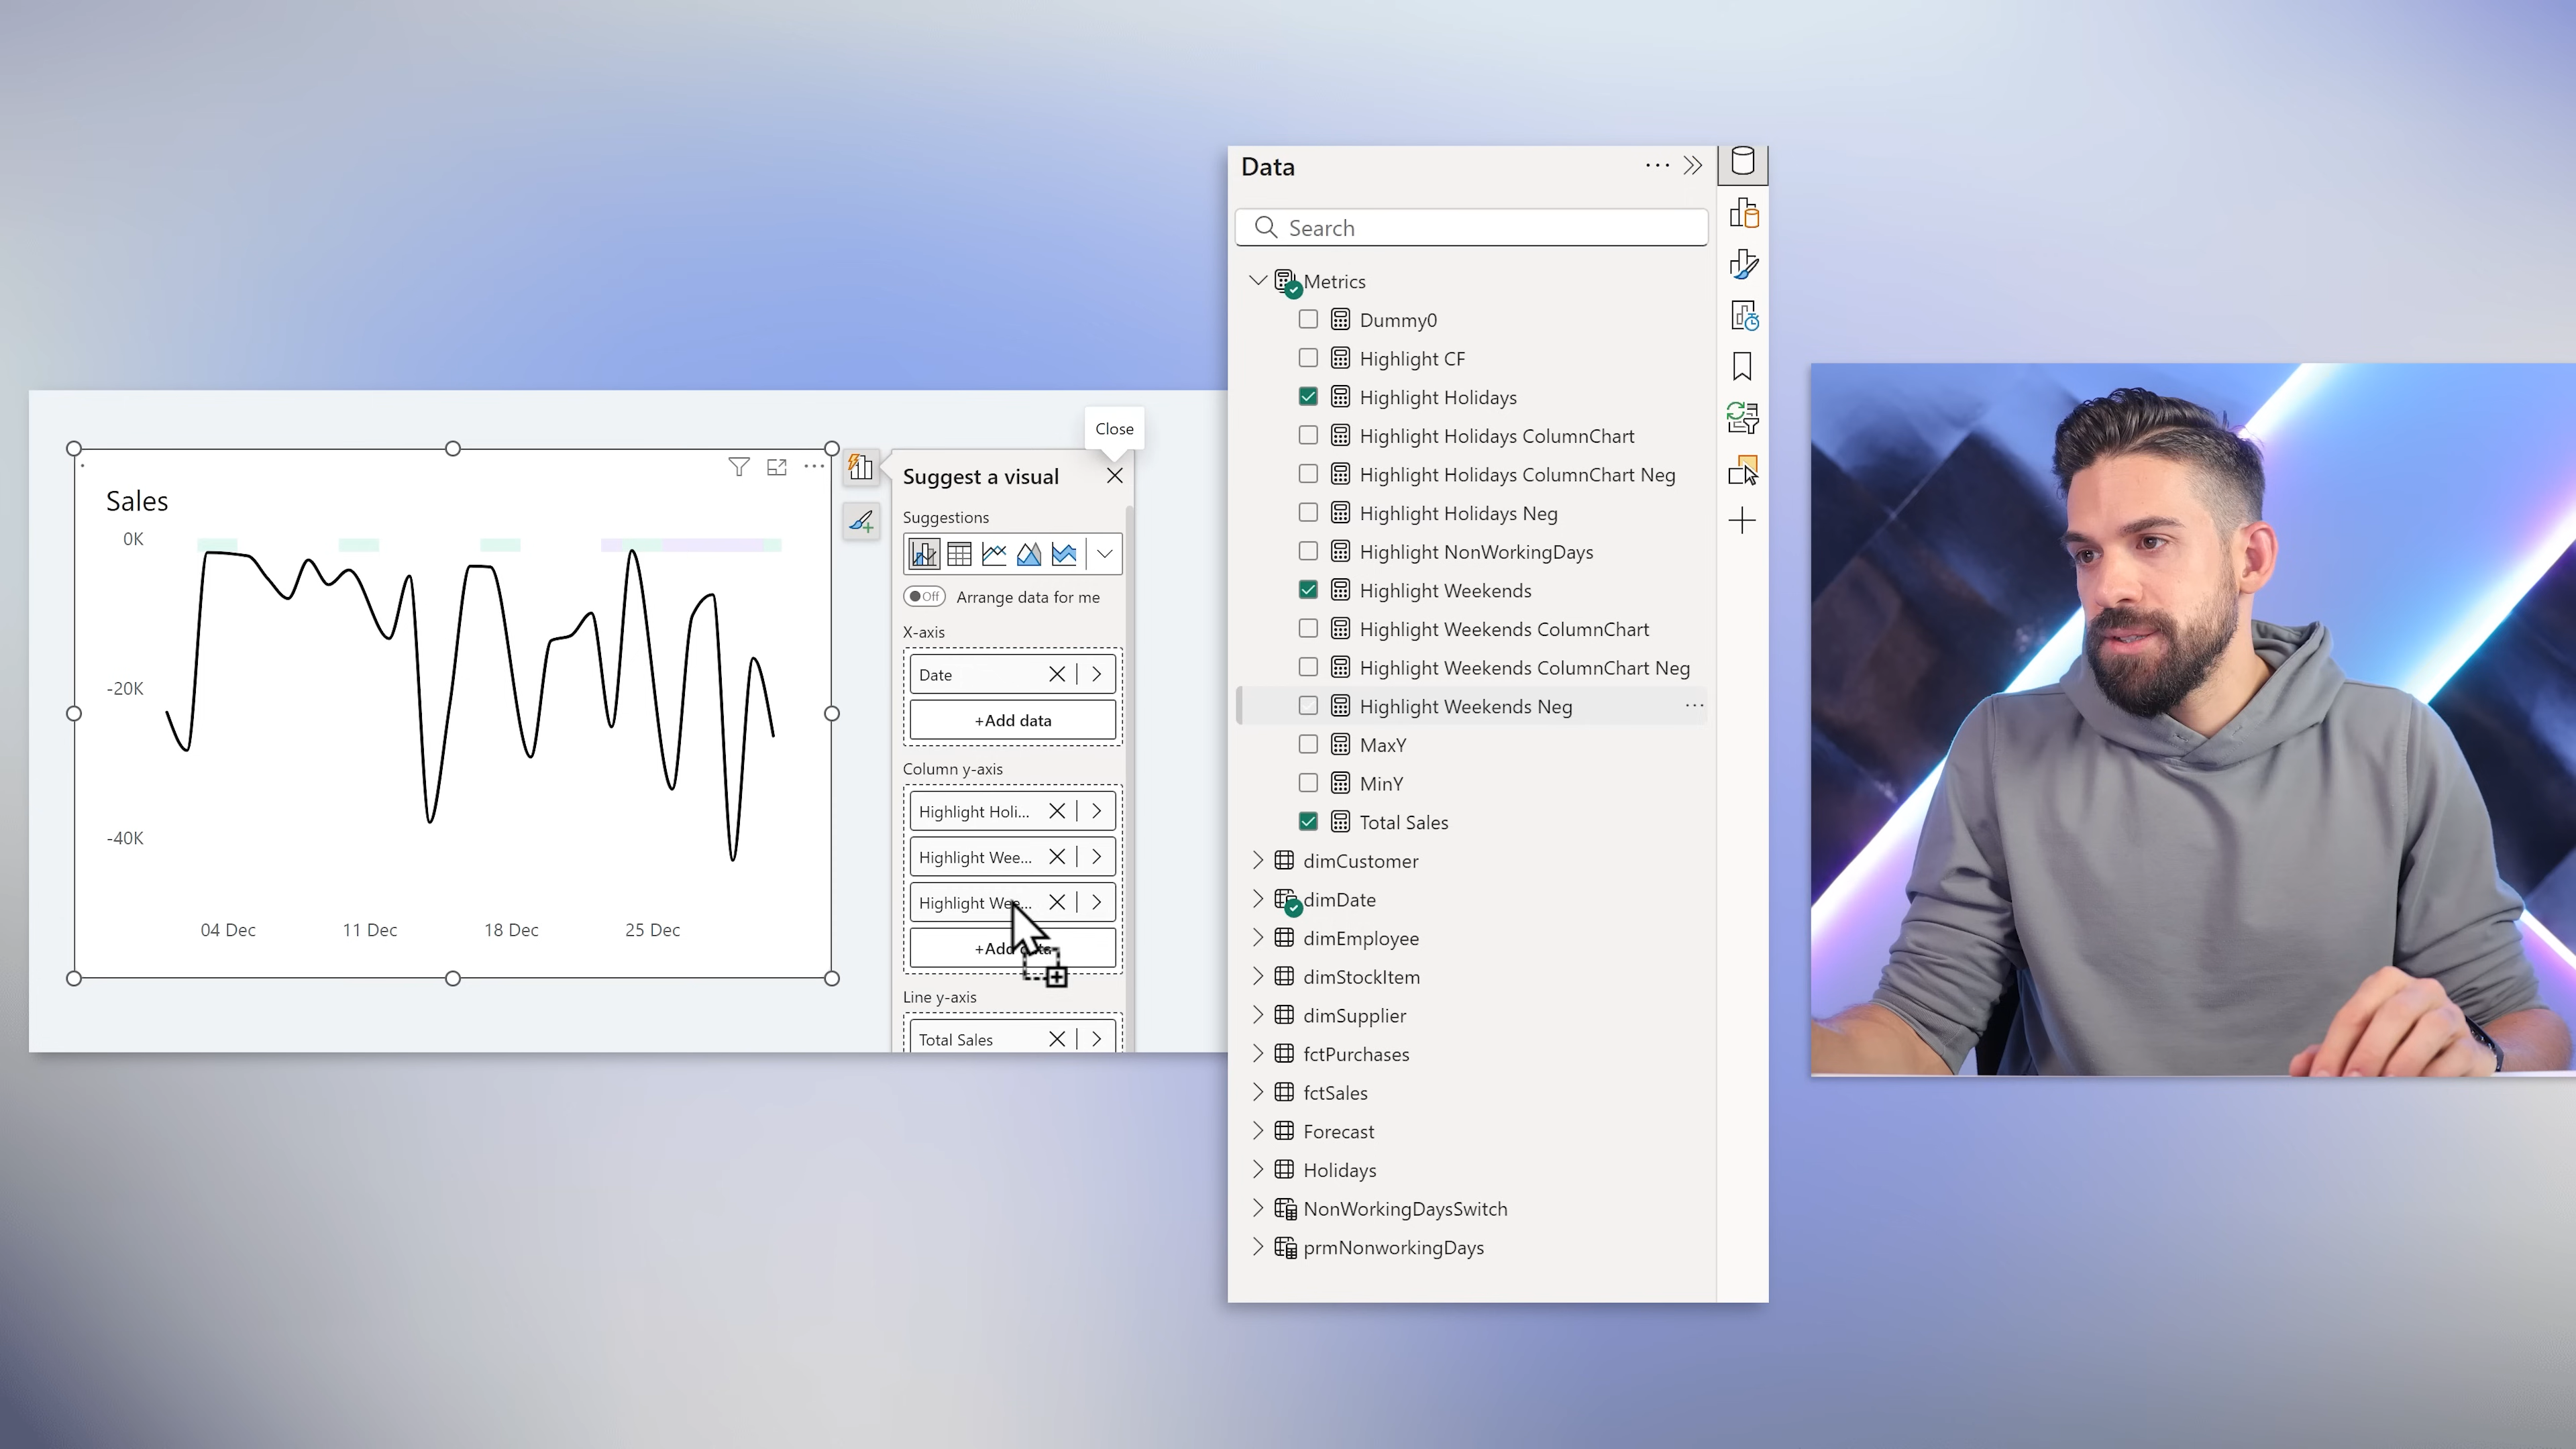 Sales
0K
-20K
-40K
04 Dec
11 Dec
18 Dec
25 Dec
Close
Suggest a visual
Suggestions
Off
Arrange data for me
X-axis
Date
+Add data
Column y-axis
Highlight Holi...
Highlight Wee...
Highlight Wee...
+Add data
Line y-axis
Total Sales
Data
Search
Metrics
Dummy0
Highlight CF
Highlight Holidays
Highlight Holidays ColumnChart
Highlight Holidays ColumnChart Neg
Highlight Holidays Neg
Highlight NonWorkingDays
Highlight Weekends
Highlight Weekends ColumnChart
Highlight Weekends ColumnChart Neg
Highlight Weekends Neg
MaxY
MinY
Total Sales
dimCustomer
dimDate
dimEmployee
dimStockItem
dimSupplier
fctPurchases
fctSales
Forecast
Holidays
NonWorkingDaysSwitch
prmNonworkingDays